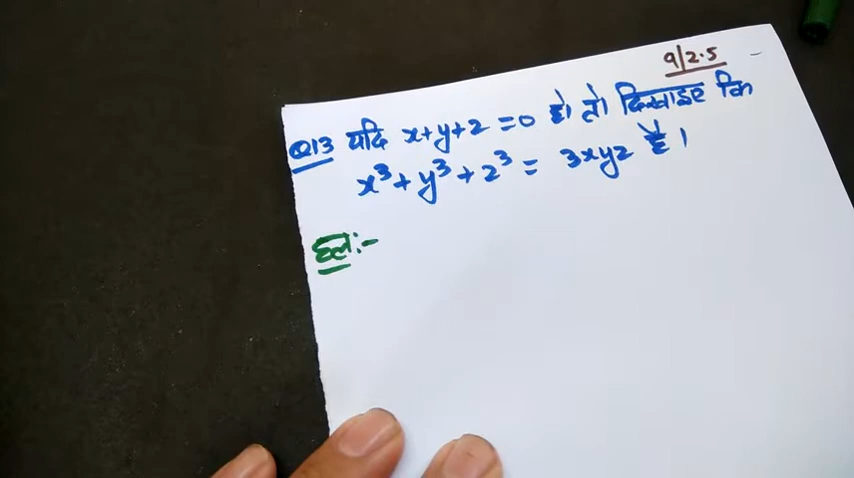 9/2.5
Q13 यदि x+y+z=0 हो तो दिखाइए कि
x³+y³+z³= 3xyz है।
हल:-